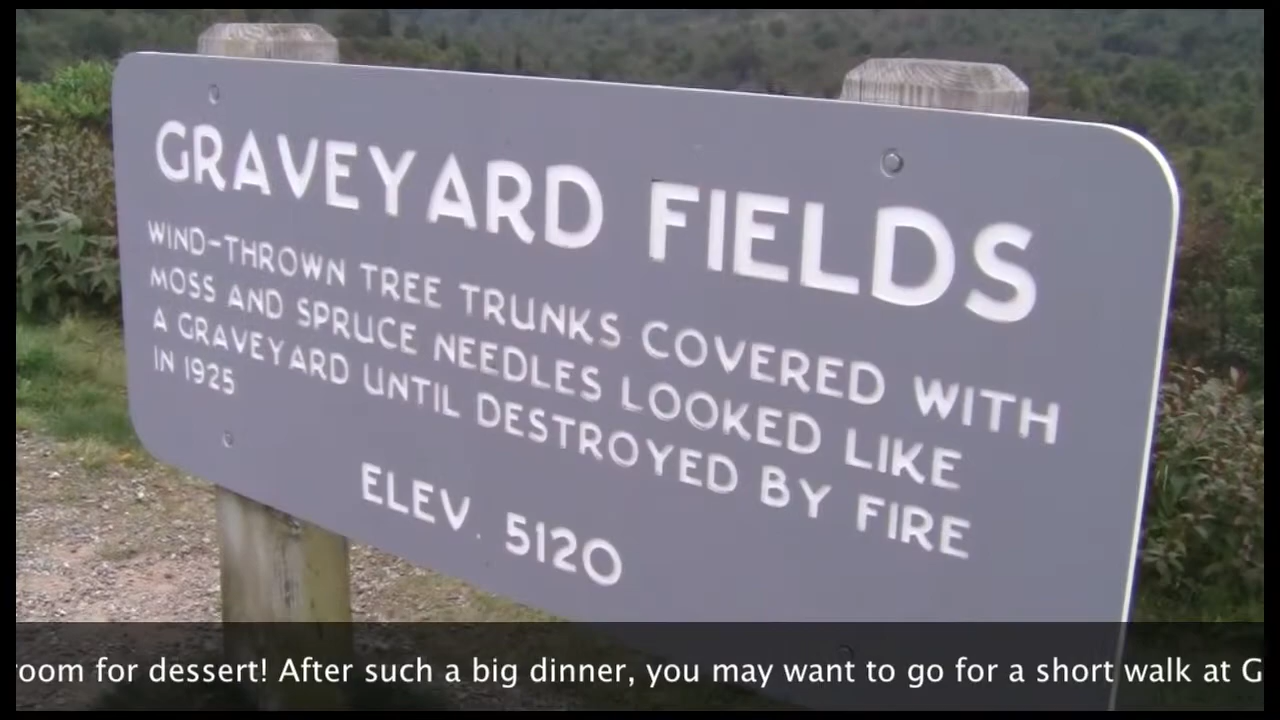 GRAVEYARD FIELDS
WIND-THROWN TREE TRUNKS COVERED WITH
MOSS AND SPRUCE NEEDLES LOOKED LIKE
A GRAVEYARD UNTIL DESTROYED BY FIRE
IN 1925
ELEV. 5120
for dessert! After such a big dinner, you may want to go for a short walk at